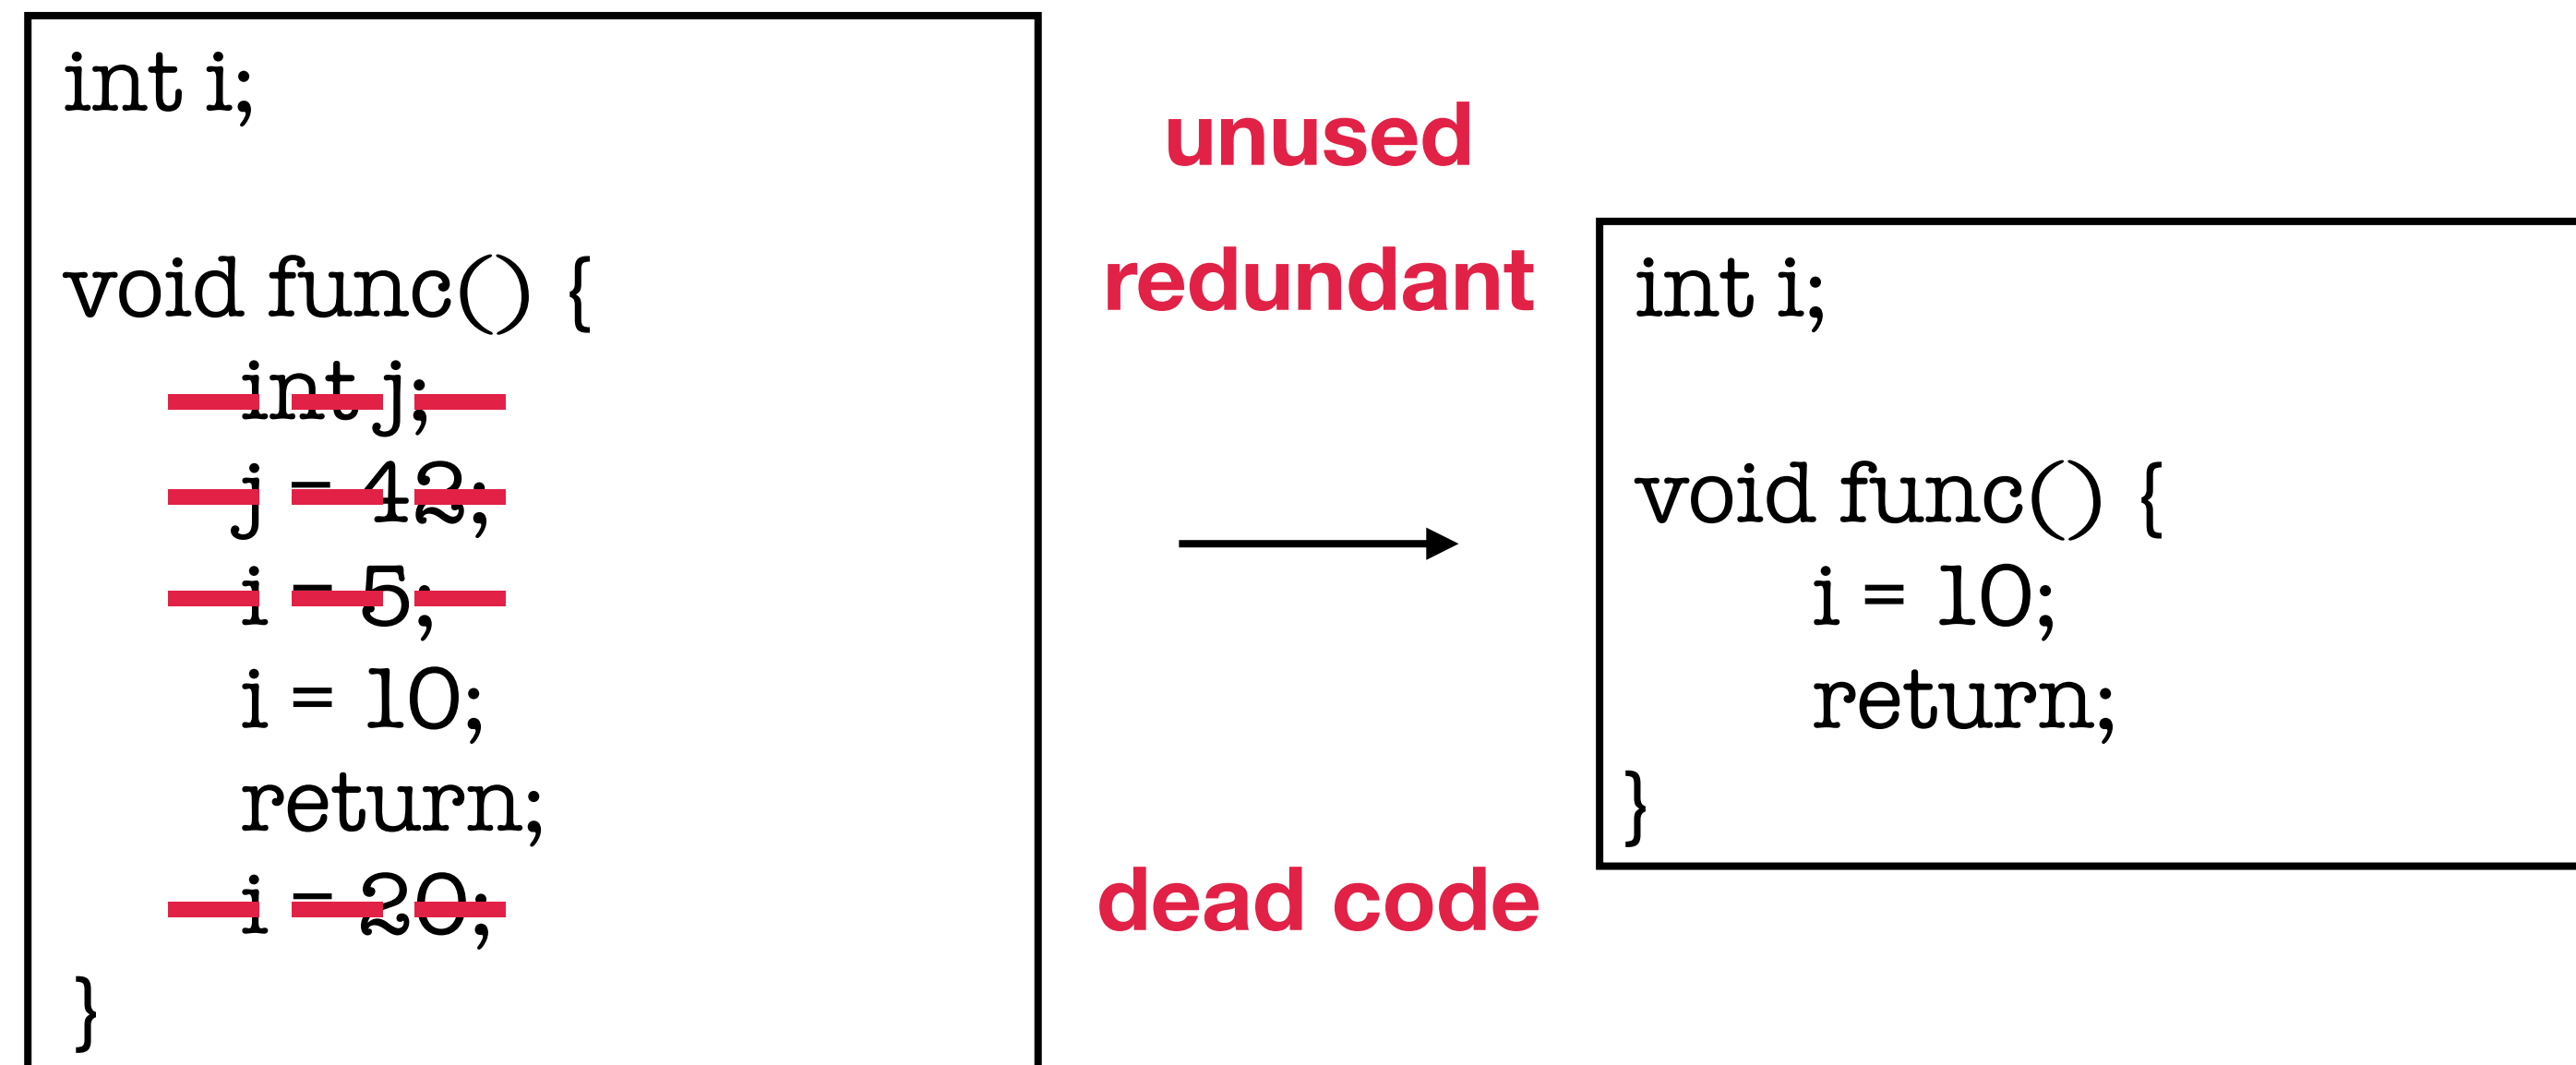 int i;
void func() {
int j;
j = 42;
i = 5;
i = 10;
return;
i = 20;
}
unused
redundant
dead code
int i;
void func() {
i = 10;
return;
}